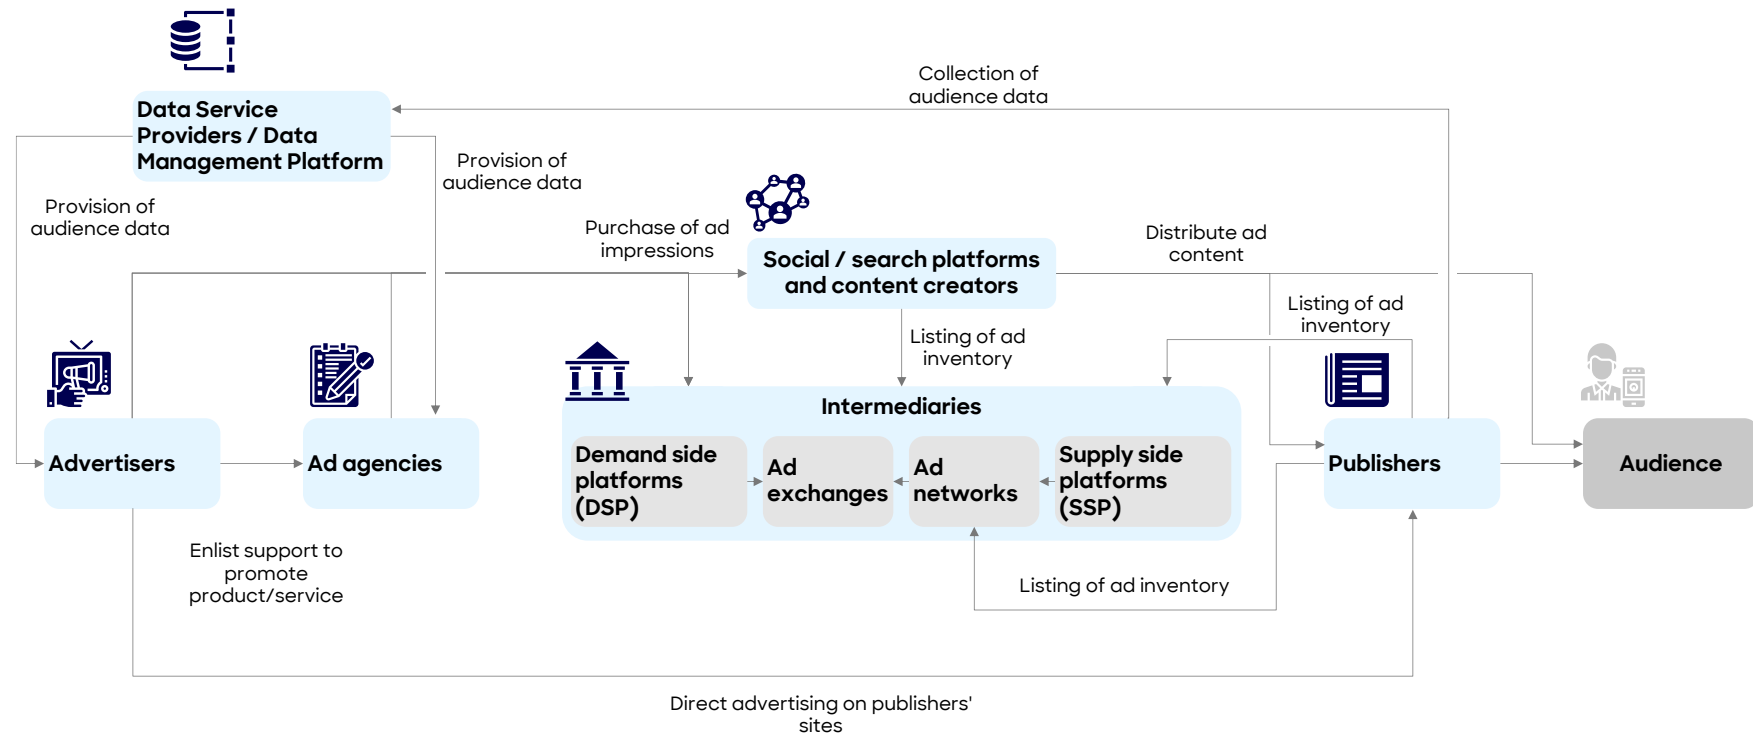 Collection of
audience data
Data Service
Providers / Data
Management Platform
Provision of
audience data
Provision of
audience data
Purchase of ad
impressions
Distribute ad
content
Social / search platforms
and content creators
Listing of ad
inventory
Listing of ad
inventory
Intermediaries
Advertisers
Ad agencies
Demand side
platforms
(DSP)
Ad
exchanges
Ad
networks
Supply side
platforms
(SSP)
Publishers
Audience
Enlist support to
promote
product/service
Listing of ad inventory
Direct advertising on publishers'
sites